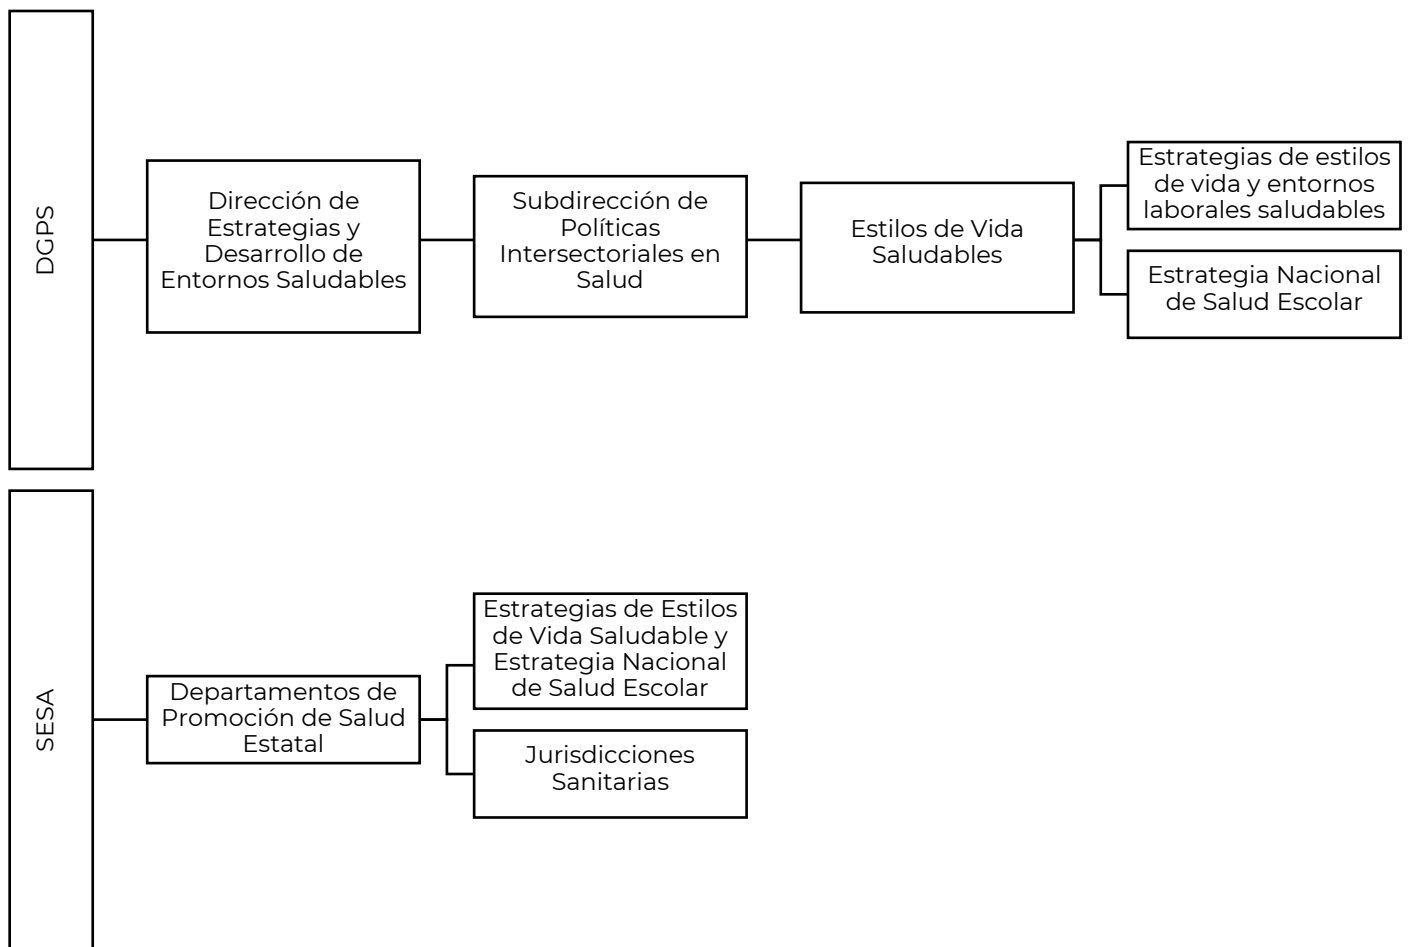 DGPS
Dirección de
Estrategias y
Desarrollo de
Entornos Saludables
Subdirección de
Políticas
Intersectoriales en
Salud
Estilos de Vida
Saludables
Estrategias de estilos
de vida y entornos
laborales saludables
Estrategia Nacional
de Salud Escolar
SESA
Departamentos de
Promoción de Salud
Estatal
Estrategias de Estilos
de Vida Saludable y
Estrategia Nacional
de Salud Escolar
Jurisdicciones
Sanitarias